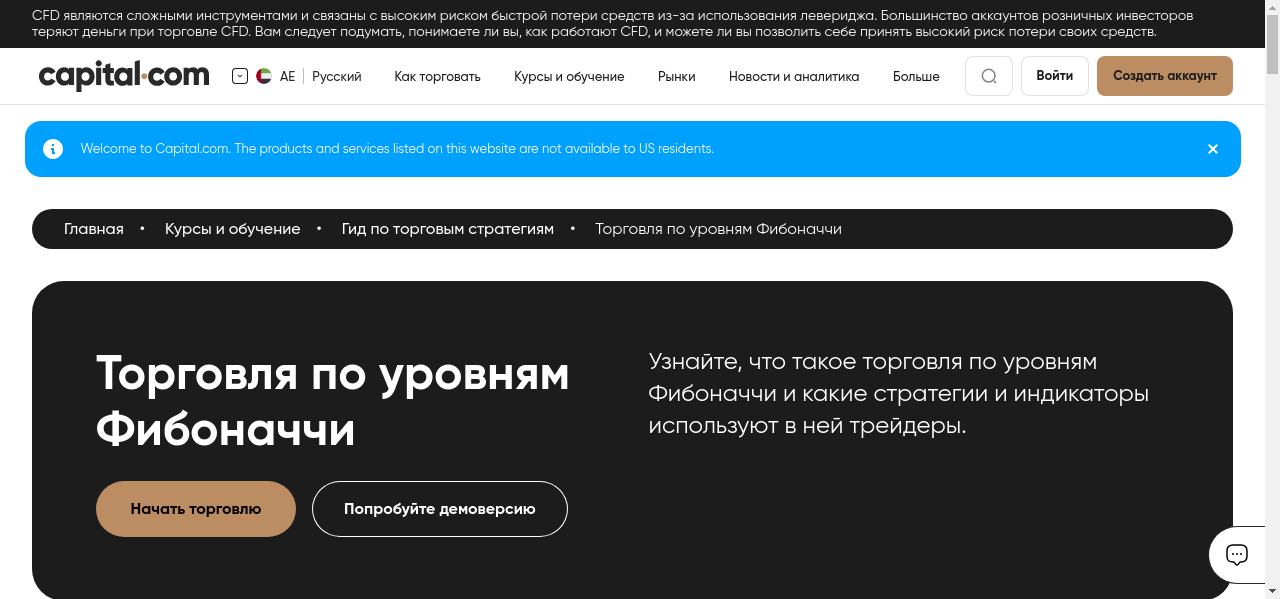 CFD являются сложными инструментами и связаны с высоким риском быстрой потери средств из-за использования левериджа. Большинство аккаунтов розничных инвесторов
теряют деньги при торговле CFD. Вам следует подумать, понимаете ли вы, как работают CFD, и можете ли вы позволить себе принять высокий риск потери своих средств.
capital.com AE Русский Как торговать Курсы и обучение Рынки Новости и аналитика Больше Войти Создать аккаунт
Welcome to Capital.com. The products and services listed on this website are not available to US residents.
Главная • Курсы и обучение • Гид по торговым стратегиям • Торговля по уровням Фибоначчи
Торговля по уровням
Фибоначчи
Узнайте, что такое торговля по уровням
Фибоначчи и какие стратегии и индикаторы
используют в ней трейдеры.
Начать торговлю Попробуйте демоверсию